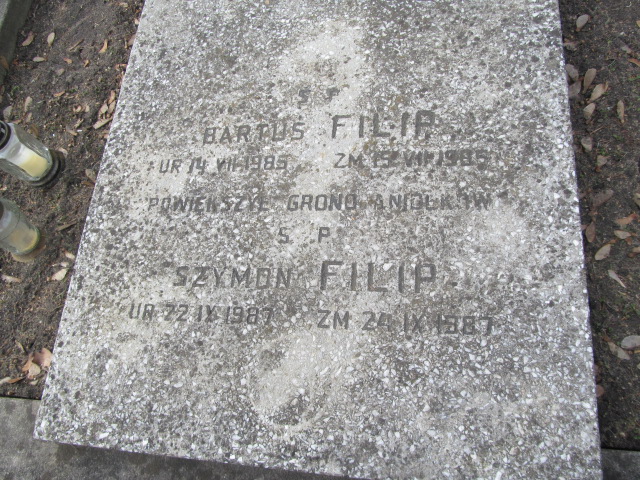 S P
BARTUŚ FILIP
UR 14 VII 1985 ZM 15 VII 1985
POWIĘKSZYŁ GRONO ANIOŁKÓW
S P
SZYMON FILIP
UR 22 IX 1987 ZM 24 IX 1987